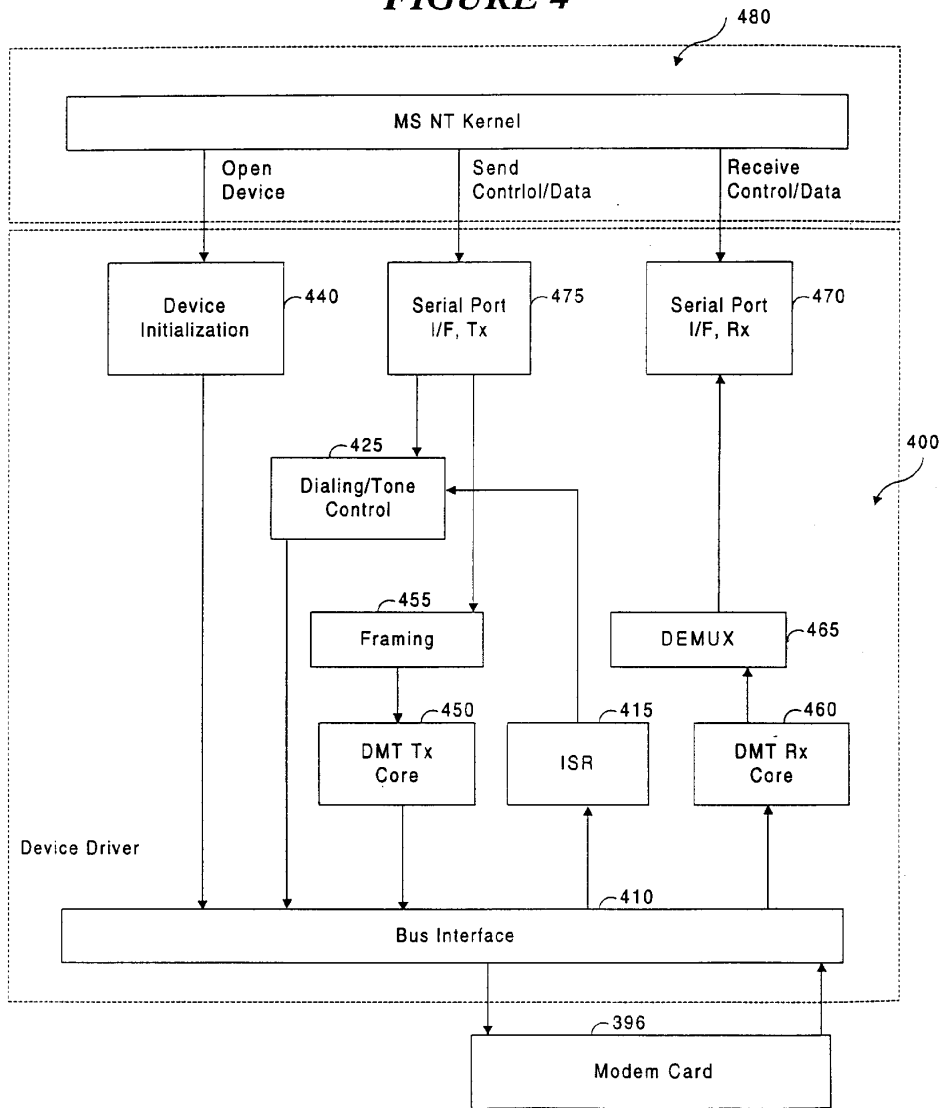 FIGURE 4
480
MS NT Kernel
Open
Device
Send
Contrlol/Data
Receive
Control/Data
Device
Initialization
440
Serial Port
I/F, Tx
475
Serial Port
I/F, Rx
470
400
425
Dialing/Tone
Control
455
Framing
DEMUX
465
450
DMT Tx
Core
415
ISR
460
DMT Rx
Core
Device Driver
410
Bus Interface
396
Modem Card